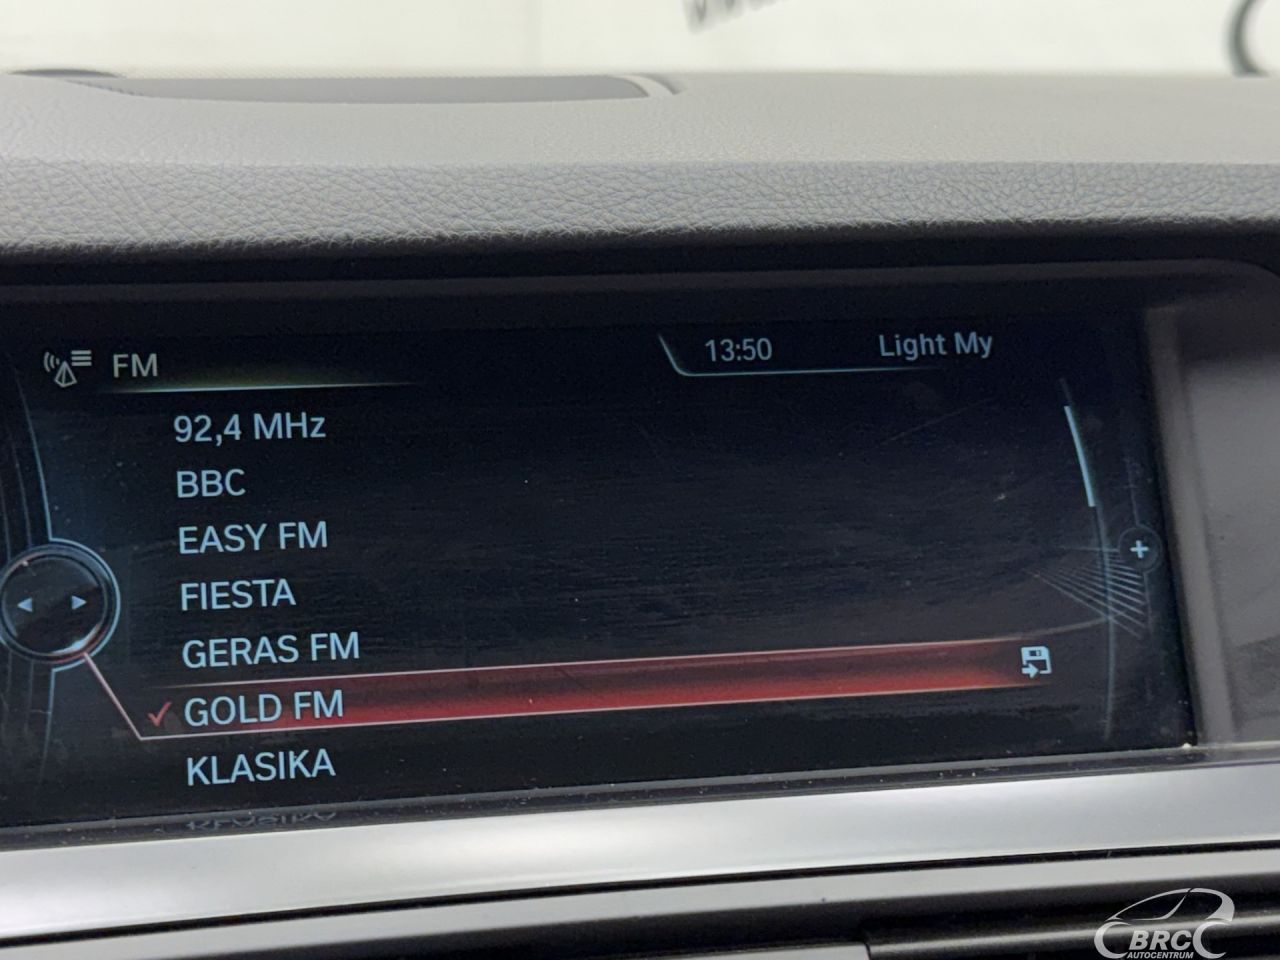 FM
13:50 Light My
92,4 MHz
BBC
EASY FM
FIESTA
GERAS FM
GOLD FM
KLASIKA
BRC
AUTOCENTRUM